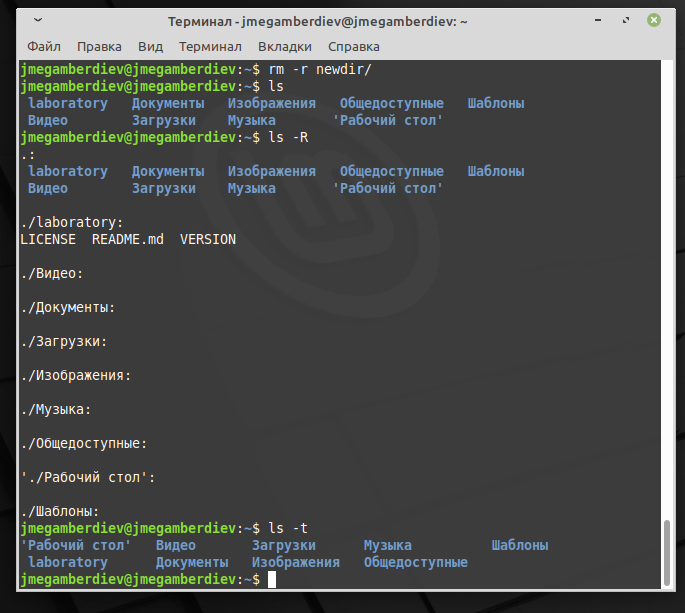 Терминал - jmegamberdiev@jmegamberdiev: ~
Файл Правка Вид Терминал Вкладки Справка
jmegamberdiev@jmegamberdiev:~$ rm -r newdir/
jmegamberdiev@jmegamberdiev:~$ ls
laboratory Документы Изображения Общедоступные Шаблоны
Видео Загрузки Музыка 'Рабочий стол'
jmegamberdiev@jmegamberdiev:~$ ls -R
.:
laboratory Документы Изображения Общедоступные Шаблоны
Видео Загрузки Музыка 'Рабочий стол'
./laboratory:
LICENSE README.md VERSION
./Видео:
./Документы:
./Загрузки:
./Изображения:
./Музыка:
./Общедоступные:
'./Рабочий стол':
./Шаблоны:
jmegamberdiev@jmegamberdiev:~$ ls -t
'Рабочий стол' Видео Загрузки Музыка Шаблоны
laboratory Документы Изображения Общедоступные
jmegamberdiev@jmegamberdiev:~$